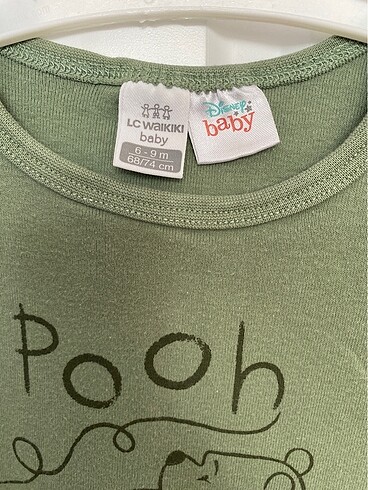 LC WAIKIKI
baby
6 - 9 m
68/74 cm
DISNEY
baby
Pooh